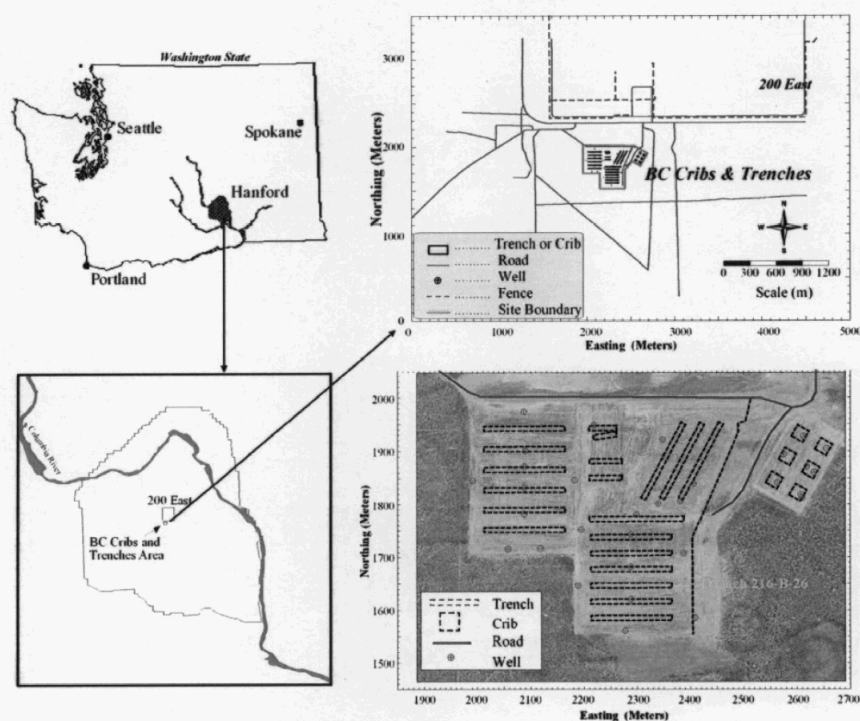 Washington State
Seattle
Spokane
Hanford
Portland
Northing (Meters)
3000
2000
1000
0
200 East
BC Cribs & Trenches
N
W
E
S
Trench or Crib
Road
Well
Fence
Site Boundary
0 300 600 900 1200
Scale (m)
0 1000 2000 3000 4000 5000
Easting (Meters)
Columbia River
200 East
BC Cribs and
Trenches Area
Northing (Meters)
2000
1900
1800
1700
1600
1500
Trench 216-B-26
Trench
Crib
Road
Well
1900 2000 2100 2200 2300 2400 2500 2600 2700
Easting (Meters)